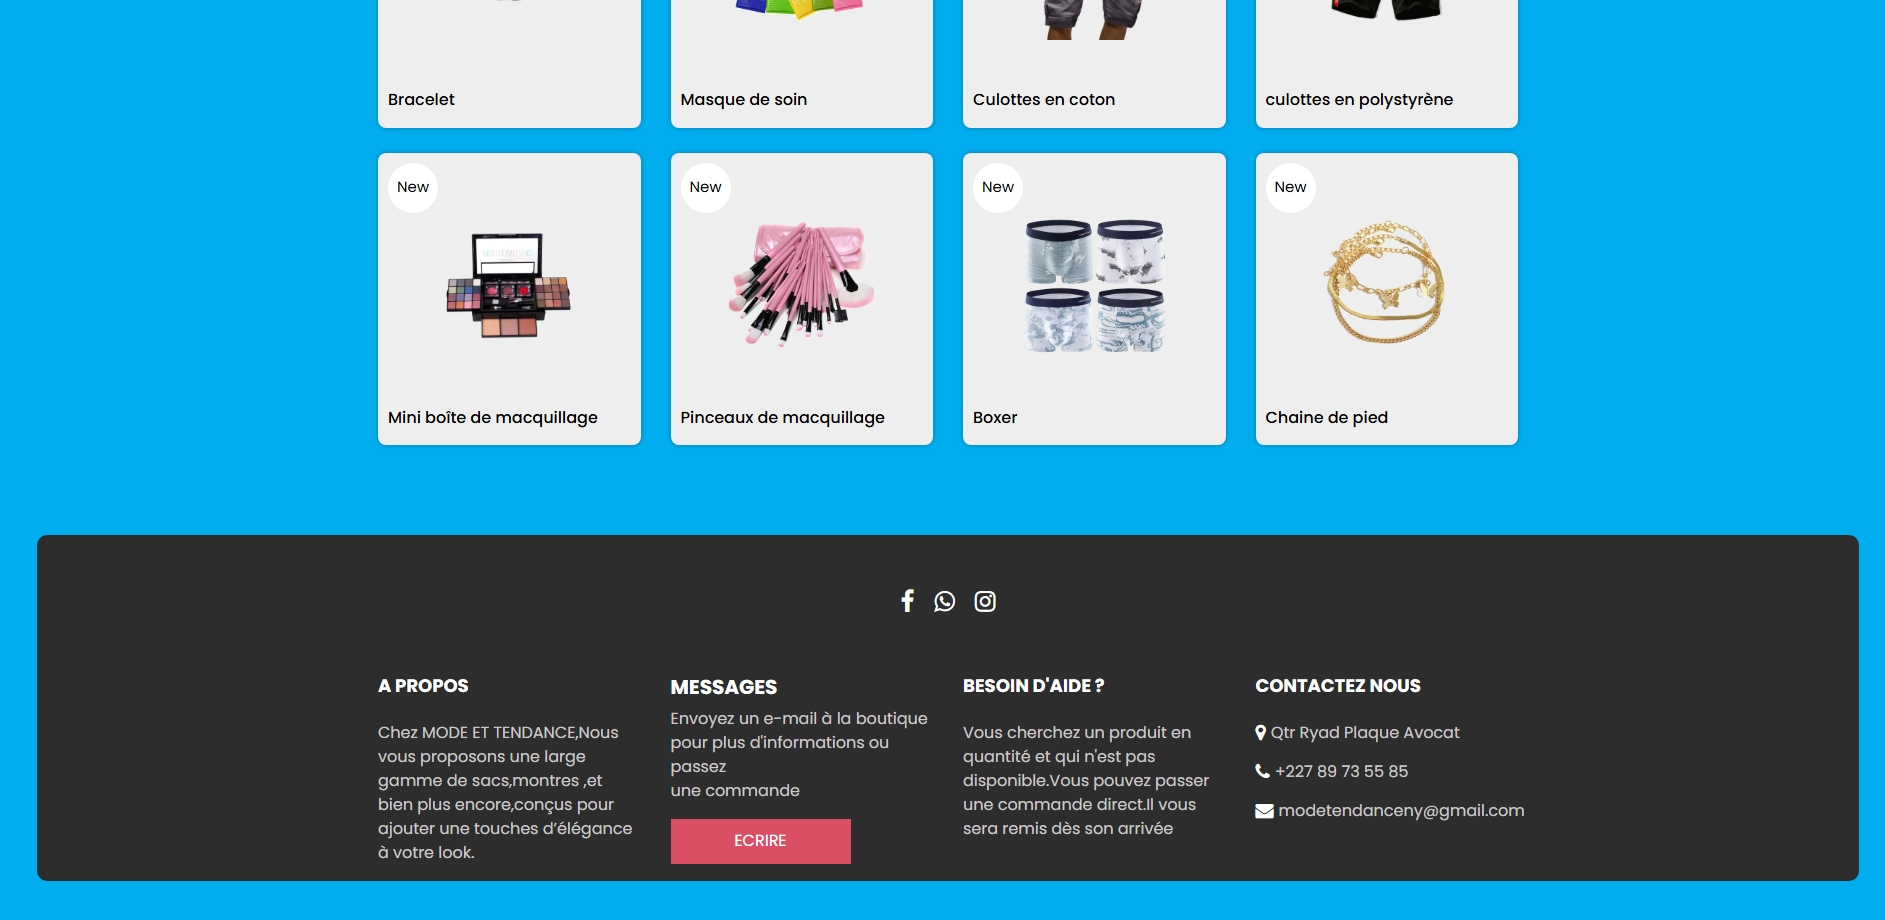 Bracelet
Masque de soin
Culottes en coton
culottes en polystyrène
New
New
New
New
Mini boîte de macquillage
Pinceaux de macquillage
Boxer
Chaine de pied
A PROPOS
Chez MODE ET TENDANCE,Nous
vous proposons une large
gamme de sacs,montres ,et
bien plus encore,conçus pour
ajouter une touches d’élégance
à votre look.
MESSAGES
Envoyez un e-mail à la boutique
pour plus d'informations ou
passez
une commande
ECRIRE
BESOIN D'AIDE ?
Vous cherchez un produit en
quantité et qui n'est pas
disponible.Vous pouvez passer
une commande direct.Il vous
sera remis dès son arrivée
CONTACTEZ NOUS
Qtr Ryad Plaque Avocat
+227 89 73 55 85
modetendanceny@gmail.com